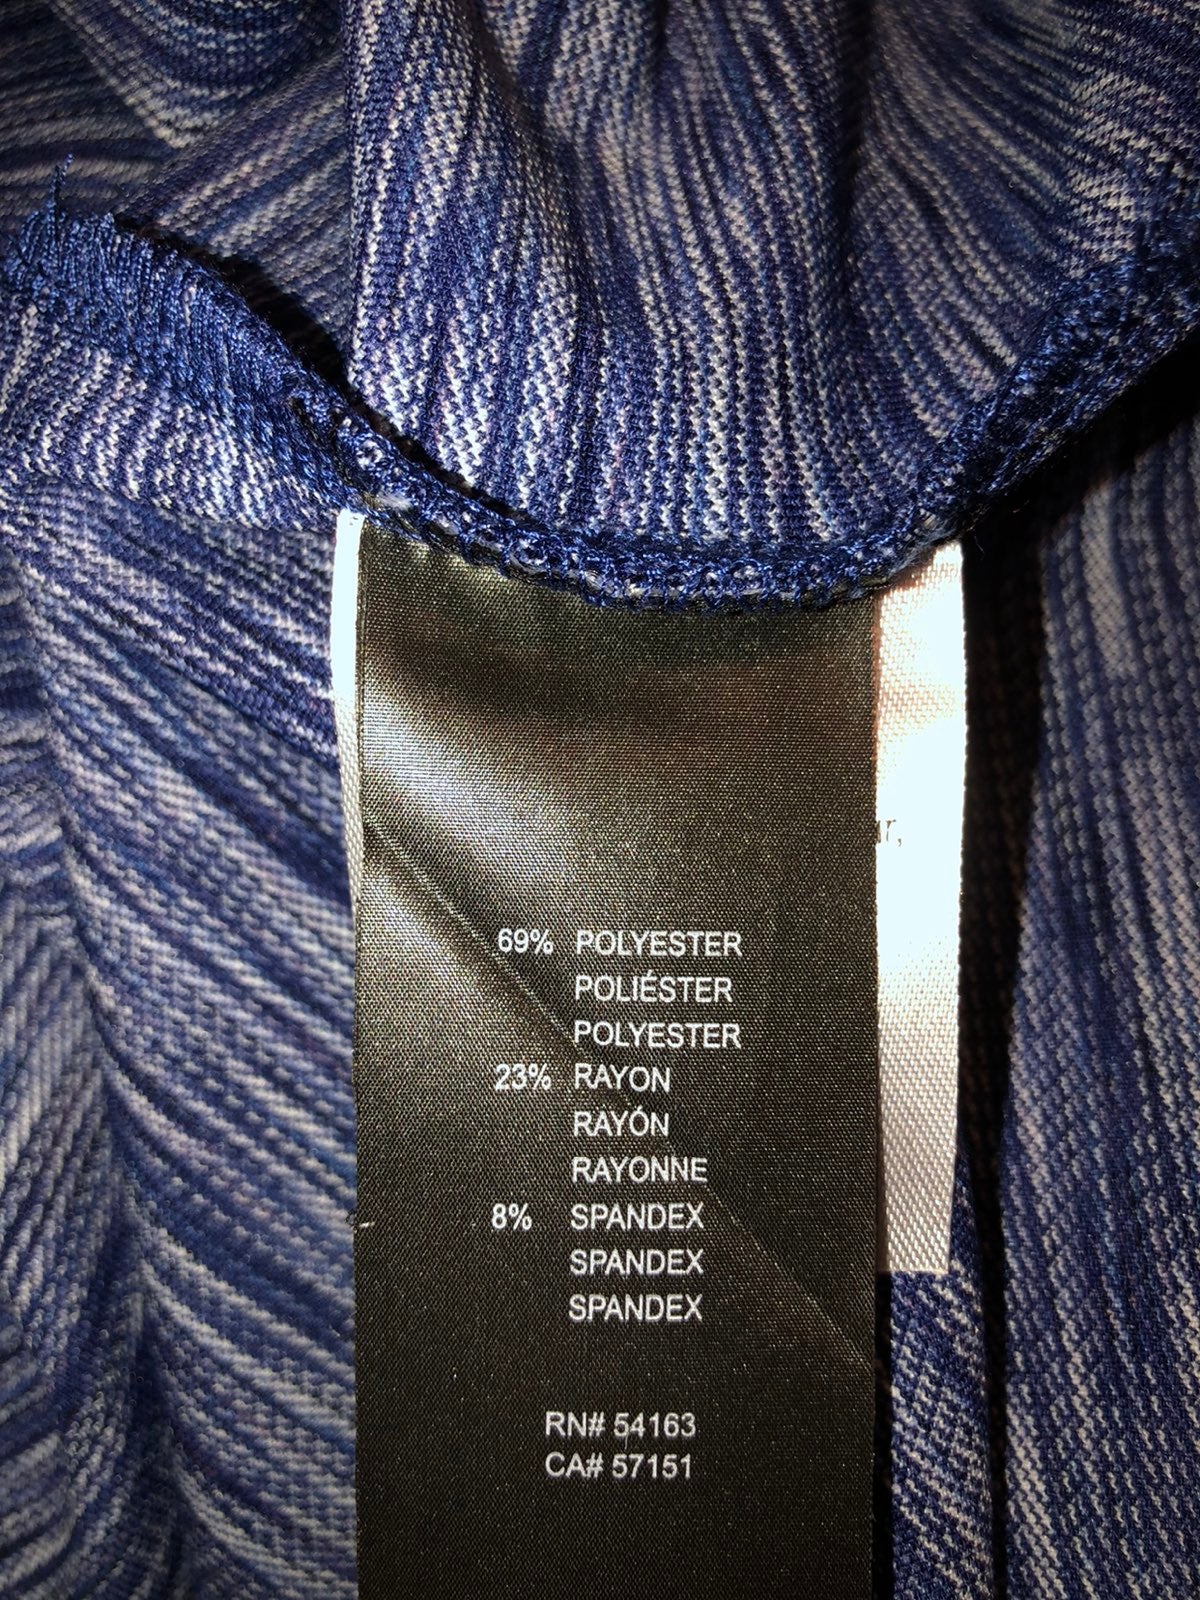 69% POLYESTER
POLIÉSTER
POLYESTER
23% RAYON
RAYÓN
RAYONNE
8% SPANDEX
SPANDEX
SPANDEX
RN# 54163
CA# 57151